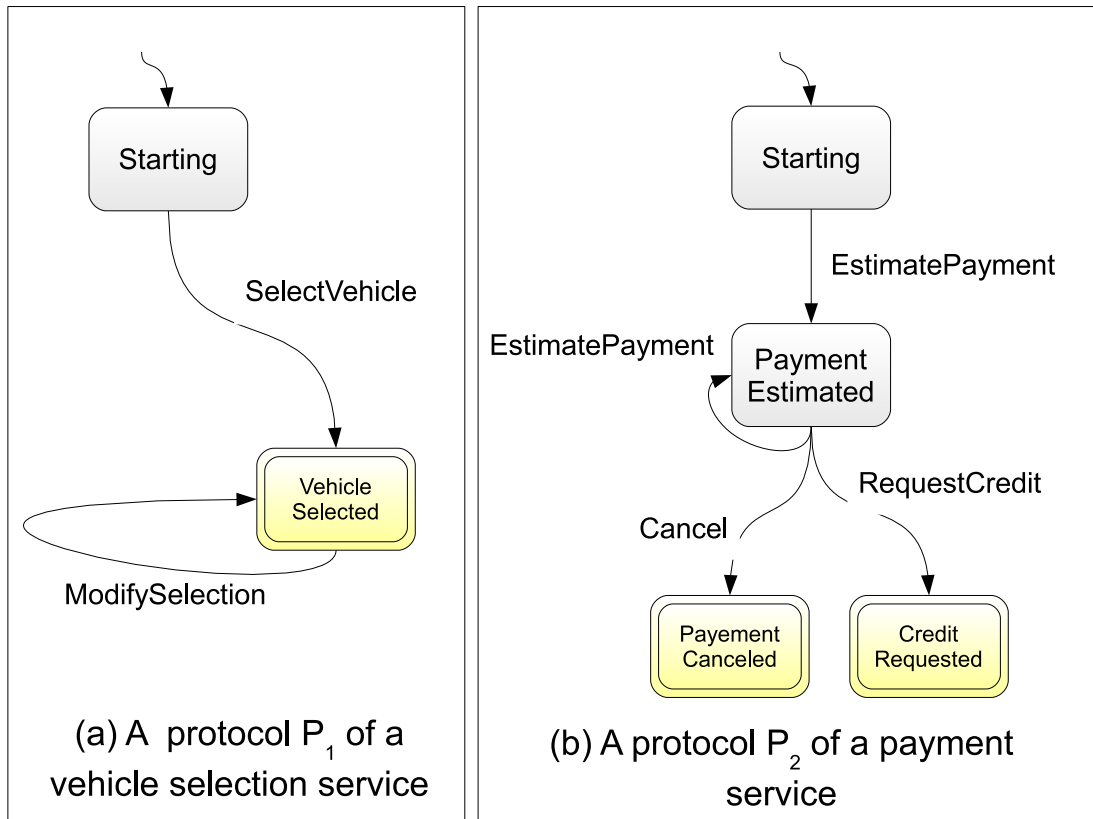 Starting
SelectVehicle
Vehicle
Selected
ModifySelection
(a) A protocol P1 of a
vehicle selection service
Starting
EstimatePayment
EstimatePayment
Payment
Estimated
RequestCredit
Cancel
Payement
Canceled
Credit
Requested
(b) A protocol P2 of a payment
service